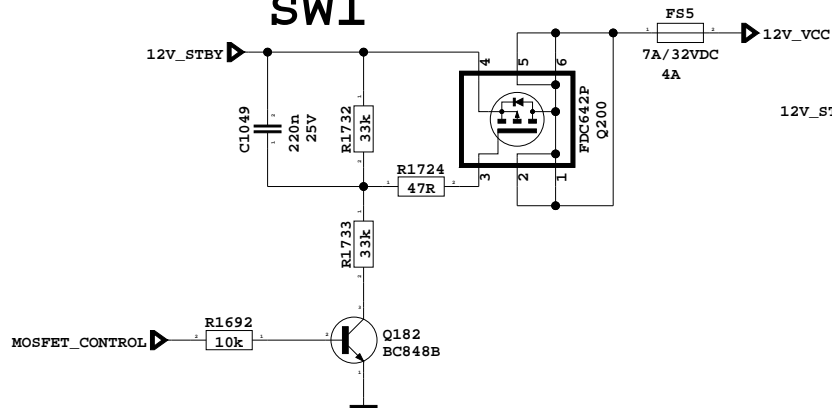 SW1
FS5
12V_STBY
12V_VCC
7A/32VDC
4A
4
5
6
12V_ST
C1049
220n
25V
R1732
33k
FDC642P
Q200
R1724
47R
3
2
1
R1733
33k
R1692
10k
MOSFET_CONTROL
Q182
BC848B